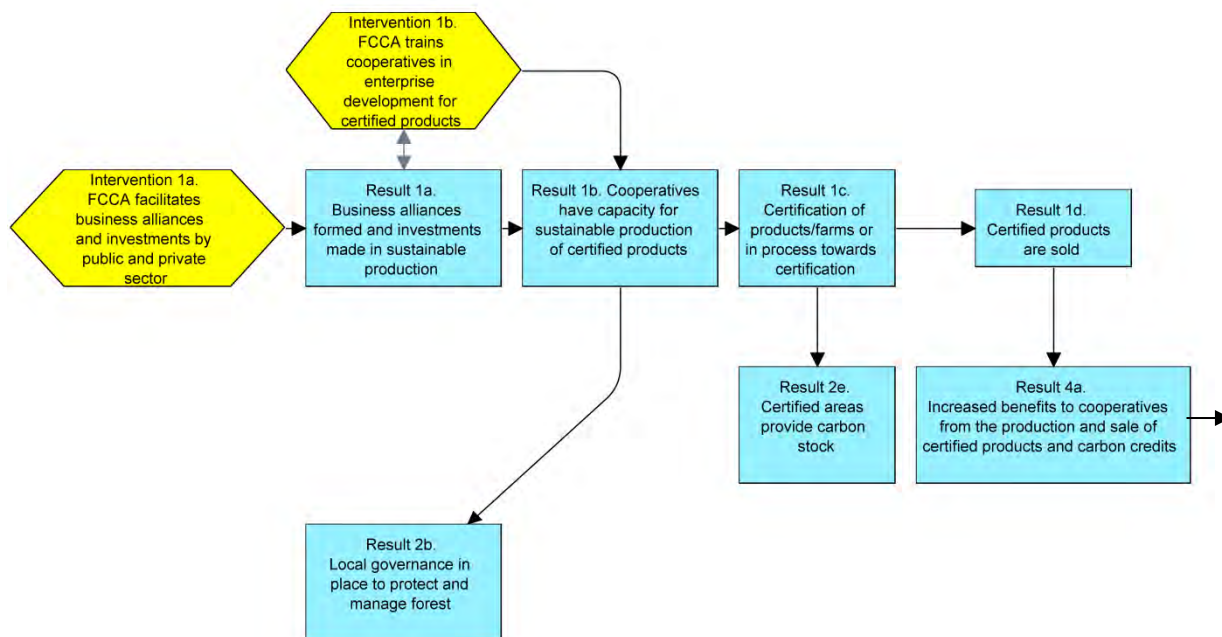 Intervention 1b.
FCCA trains
cooperatives in
enterprise
development for
certified products
Intervention 1a.
FCCA facilitates
business alliances
and investments by
public and private
sector
Result 1a.
Business alliances
formed and investments
made in sustainable
production
Result 1b. Cooperatives
have capacity for
sustainable production
of certified products
Result 1c.
Certification of
products/farms or
in process towards
certification
Result 1d.
Certified products
are sold
Result 2e.
Certified areas
provide carbon
stock
Result 4a.
Increased benefits to cooperatives
from the production and sale of
certified products and carbon credits
Result 2b.
Local governance in
place to protect and
manage forest